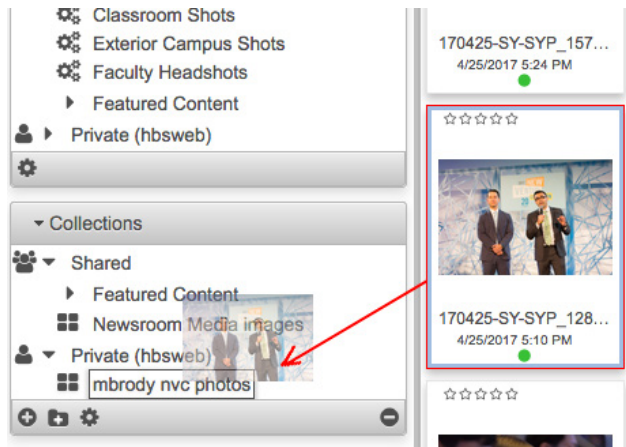 Classroom Shots
Exterior Campus Shots
Faculty Headshots
Featured Content
Private (hbsweb)
Collections
Shared
Featured Content
Newsroom Media images
Private (hbsweb)
mbrody nvc photos
170425-SY-SYP_157...
4/25/2017 5:24 PM
170425-SY-SYP_128...
4/25/2017 5:10 PM